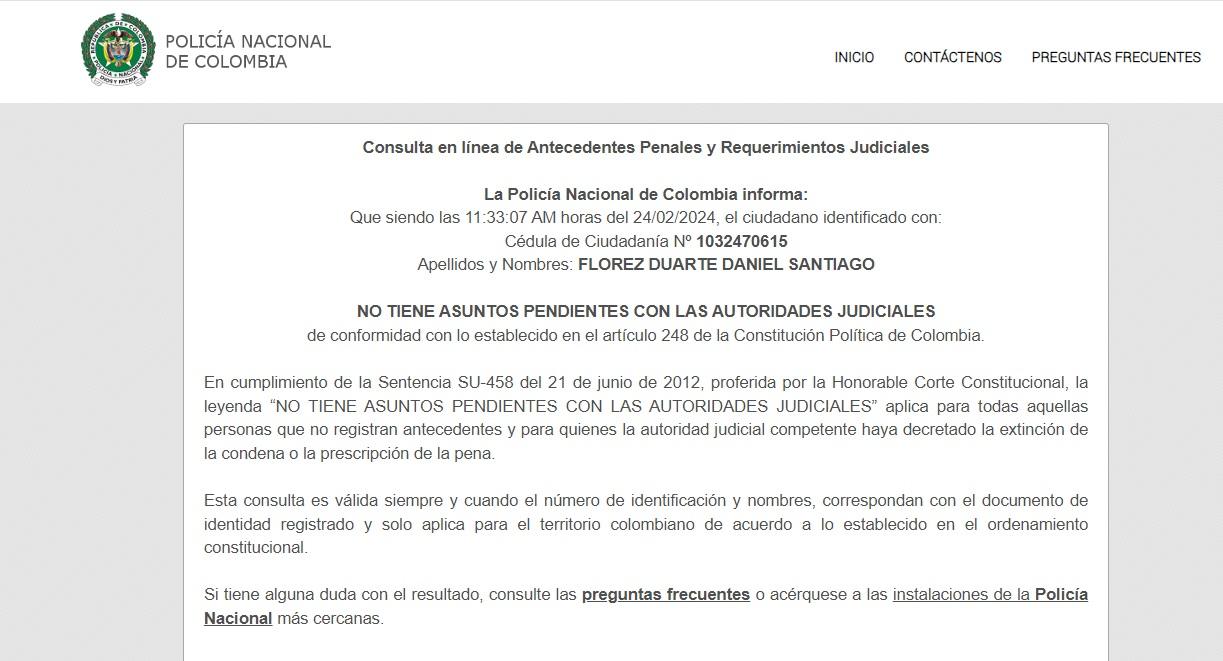 POLICÍA NACIONAL
DE COLOMBIA
INICIO
CONTÁCTENOS
PREGUNTAS FRECUENTES
Consulta en línea de Antecedentes Penales y Requerimientos Judiciales
La Policía Nacional de Colombia informa:
Que siendo las 11:33:07 AM horas del 24/02/2024, el ciudadano identificado con:
Cédula de Ciudadanía Nº 1032470615
Apellidos y Nombres: FLOREZ DUARTE DANIEL SANTIAGO
NO TIENE ASUNTOS PENDIENTES CON LAS AUTORIDADES JUDICIALES
de conformidad con lo establecido en el artículo 248 de la Constitución Política de Colombia.
En cumplimiento de la Sentencia SU-458 del 21 de junio de 2012, proferida por la Honorable Corte Constitucional, la
leyenda “NO TIENE ASUNTOS PENDIENTES CON LAS AUTORIDADES JUDICIALES” aplica para todas aquellas
personas que no registran antecedentes y para quienes la autoridad judicial competente haya decretado la extinción de
la condena o la prescripción de la pena.
Esta consulta es válida siempre y cuando el número de identificación y nombres, correspondan con el documento de
identidad registrado y solo aplica para el territorio colombiano de acuerdo a lo establecido en el ordenamiento
constitucional.
Si tiene alguna duda con el resultado, consulte las preguntas frecuentes o acérquese a las instalaciones de la Policía
Nacional más cercanas.